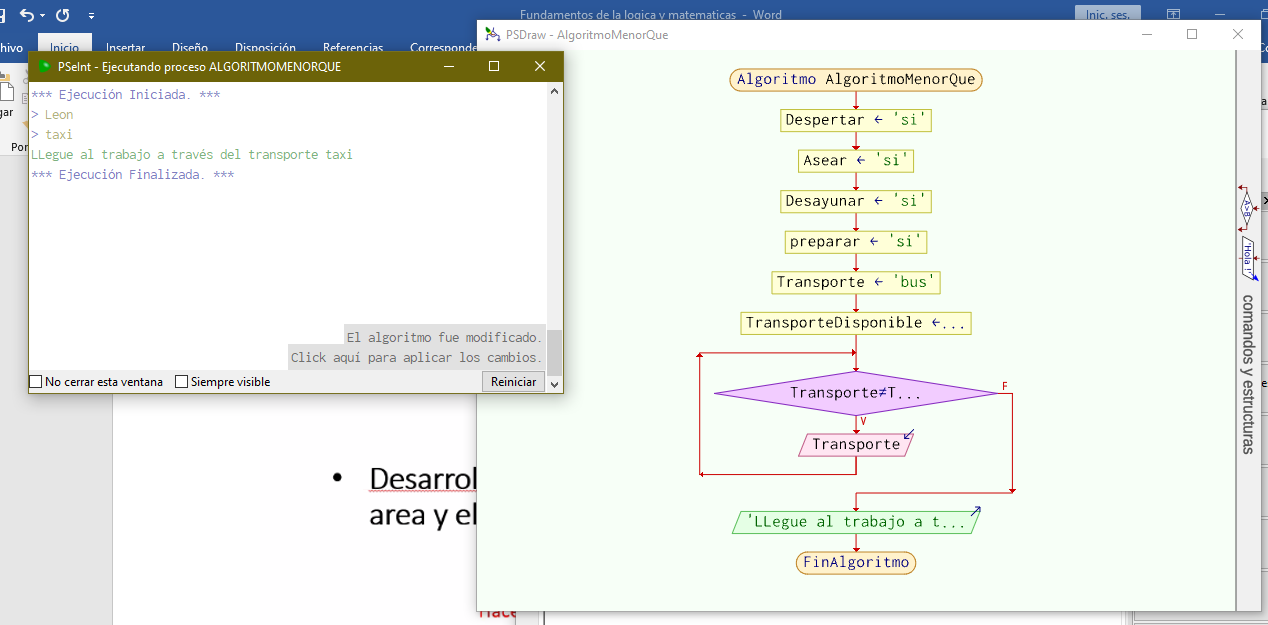 Fundamentos de la logica y matematicas - Word
Inic. ses.
hivo
Inicio
Insertar
Diseño
Disposición
Referencias
Corresponde
gar
Por
PSeInt - Ejecutando proceso ALGORITMOMENORQUE
*** Ejecución Iniciada. ***
> Leon
> taxi
LLegue al trabajo a través del transporte taxi
*** Ejecución Finalizada. ***
El algoritmo fue modificado.
Click aquí para aplicar los cambios.
No cerrar esta ventana
Siempre visible
Reiniciar
Desarrol
area y el
PSDraw - AlgoritmoMenorQue
Algoritmo AlgoritmoMenorQue
Despertar ← 'si'
Asear ← 'si'
Desayunar ← 'si'
preparar ← 'si'
Transporte ← 'bus'
TransporteDisponible ←...
Transporte≠T...
F
V
Transporte
'LLegue al trabajo a t...
FinAlgoritmo
A>B
'Hola !'
comandos y estructuras